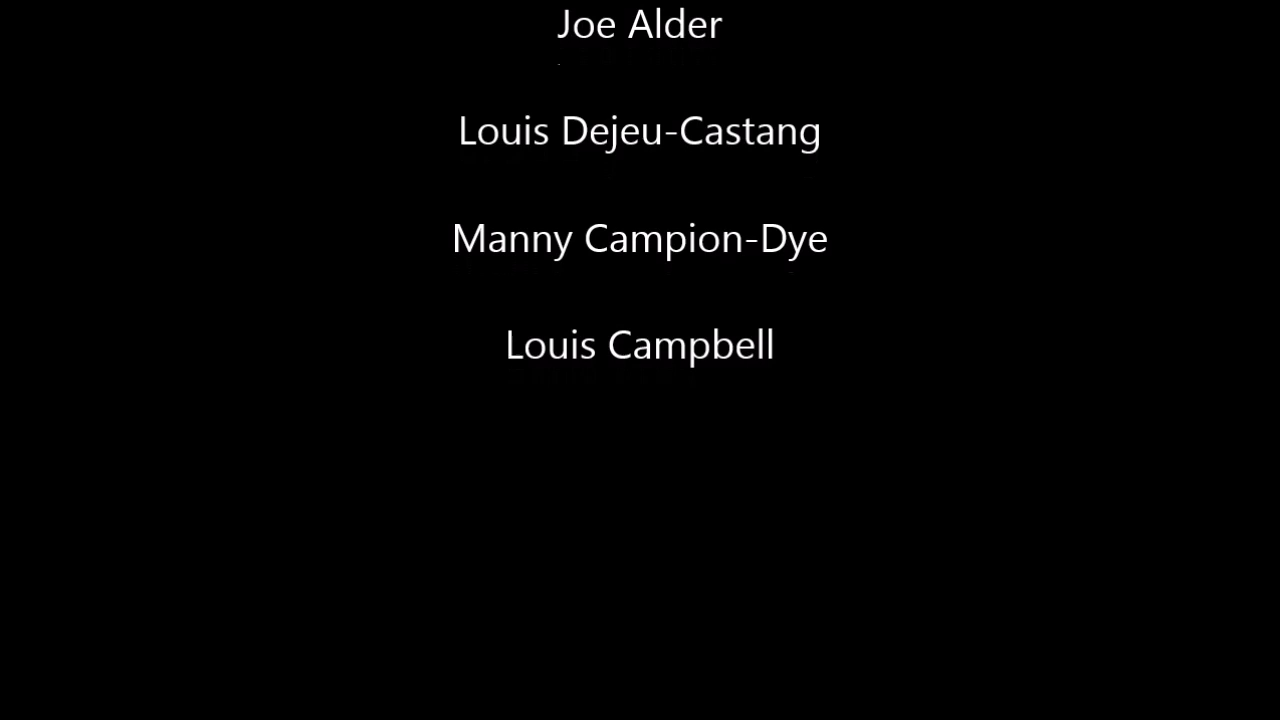 Joe Alder
Louis Dejeu-Castang
Manny Campion-Dye
Louis Campbell